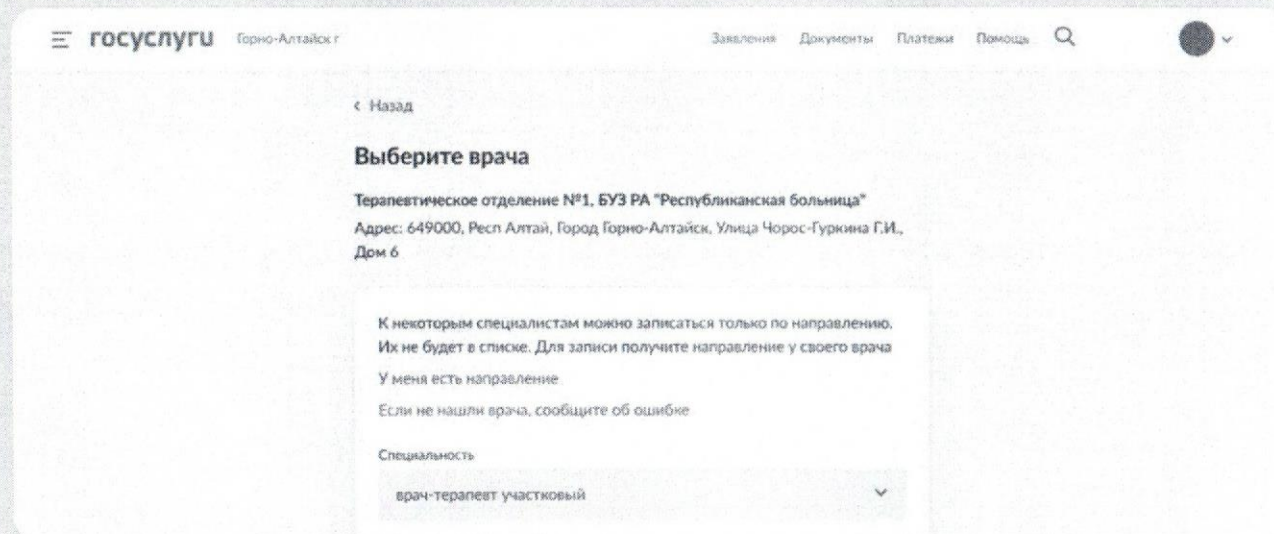 госуслуги Горно-Алтайск г Заявления Документы Платежи Помощь
Назад
Выберите врача
Терапевтическое отделение №1, БУЗ РА "Республиканская больница"
Адрес: 649000, Респ Алтай, Город Горно-Алтайск, Улица Чорос-Гуркина Г.И.,
Дом 6
К некоторым специалистам можно записаться только по направлению.
Их не будет в списке. Для записи получите направление у своего врача
У меня есть направление
Если не нашли врача, сообщите об ошибке
Специальность
врач-терапевт участковый